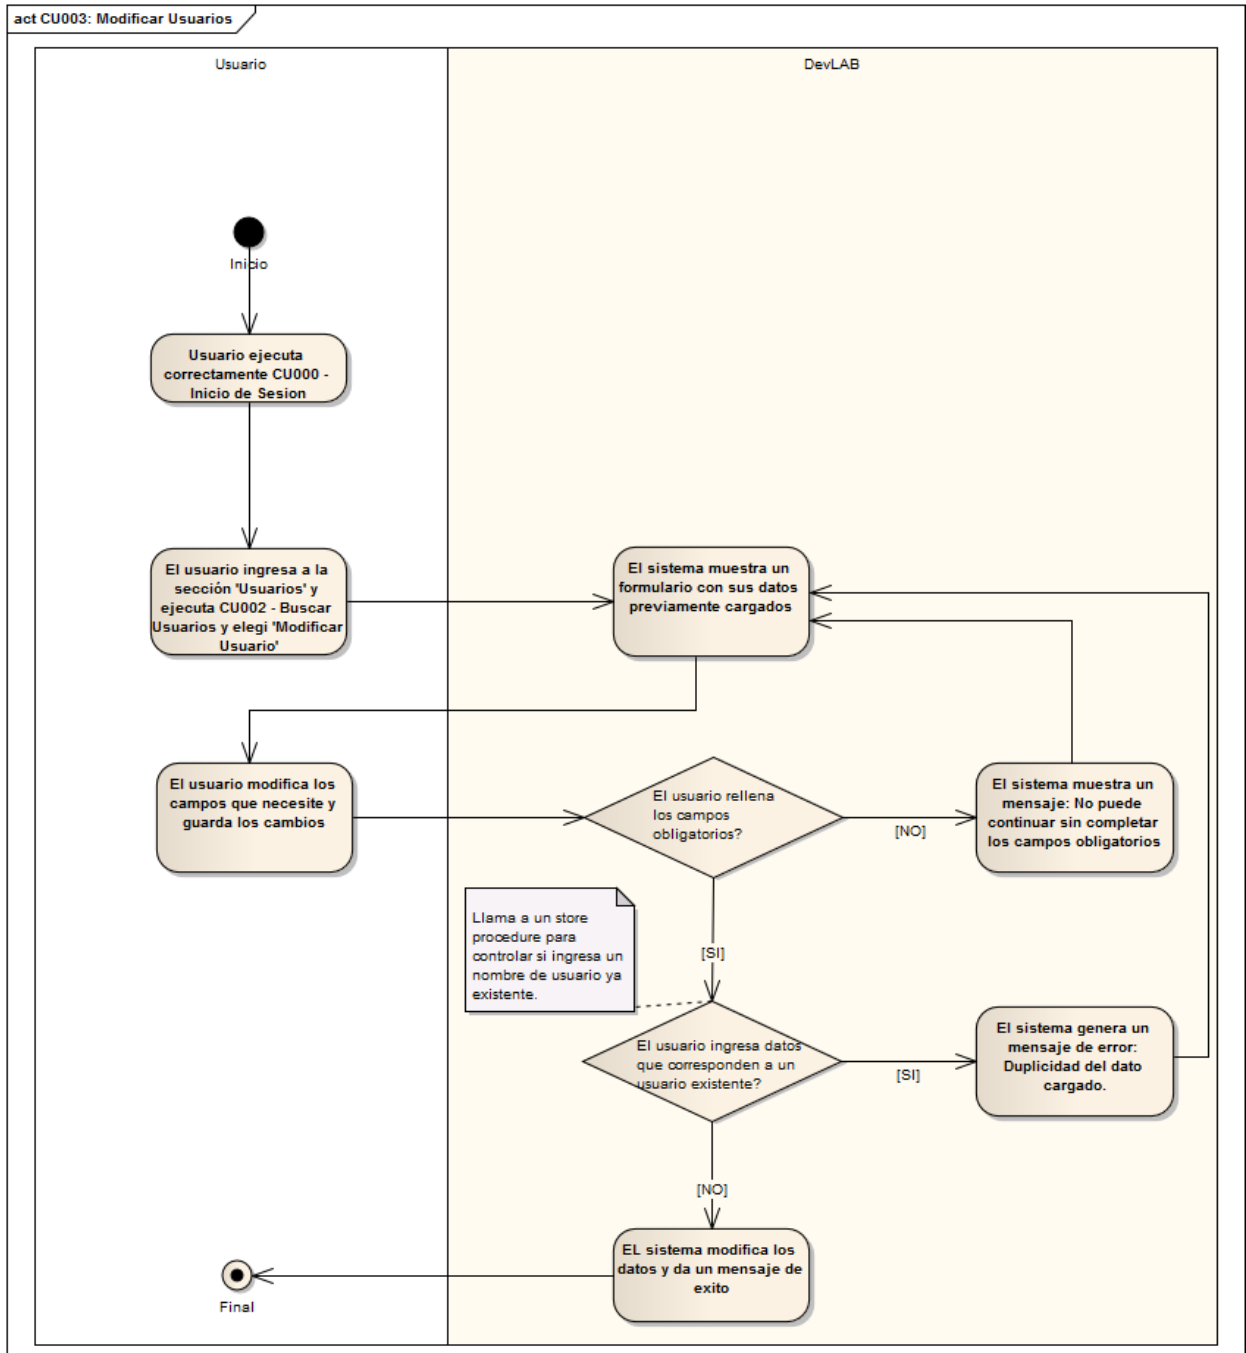 act CU003: Modificar Usuarios
Usuario
DevLAB
Inicio
Usuario ejecuta
correctamente CU000 -
Inicio de Sesion
El usuario ingresa a la
sección 'Usuarios' y
ejecuta CU002 - Buscar
Usuarios y elegi 'Modificar
Usuario'
El sistema muestra un
formulario con sus datos
previamente cargados
El usuario modifica los
campos que necesite y
guarda los cambios
El usuario rellena
los campos
obligatorios?
[NO]
El sistema muestra un
mensaje: No puede
continuar sin completar
los campos obligatorios
Llama a un store
procedure para
controlar si ingresa un
nombre de usuario ya
existente.
[SI]
El usuario ingresa datos
que corresponden a un
usuario existente?
[SI]
El sistema genera un
mensaje de error:
Duplicidad del dato
cargado.
[NO]
EL sistema modifica los
datos y da un mensaje de
exito
Final